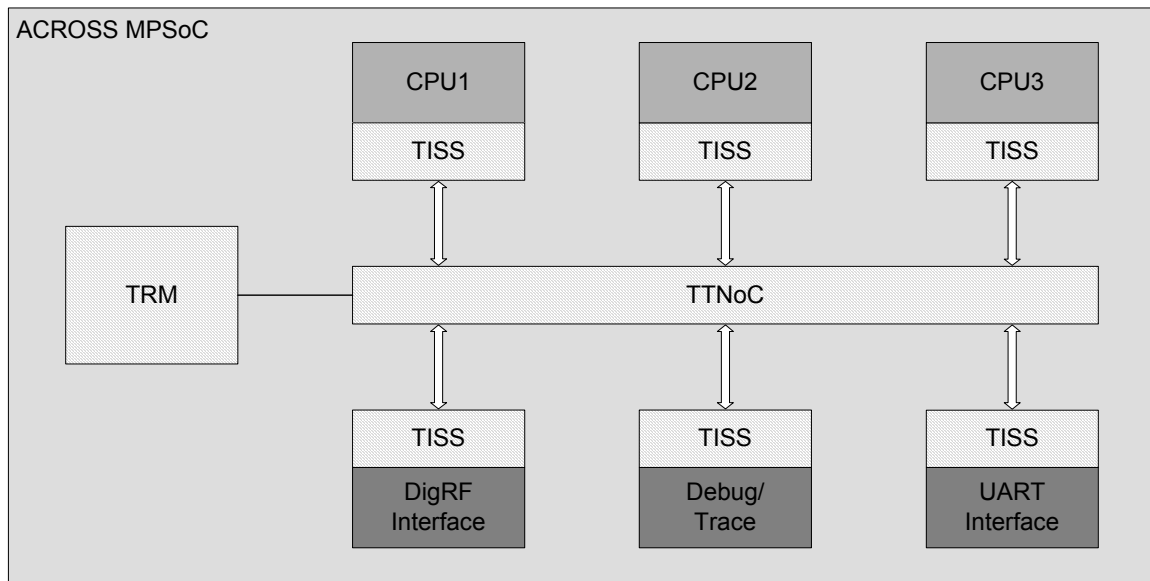 ACROSS MPSoC
CPU1
CPU2
CPU3
TISS
TISS
TISS
TRM
TTNoC
TISS
TISS
TISS
DigRF
Interface
Debug/
Trace
UART
Interface